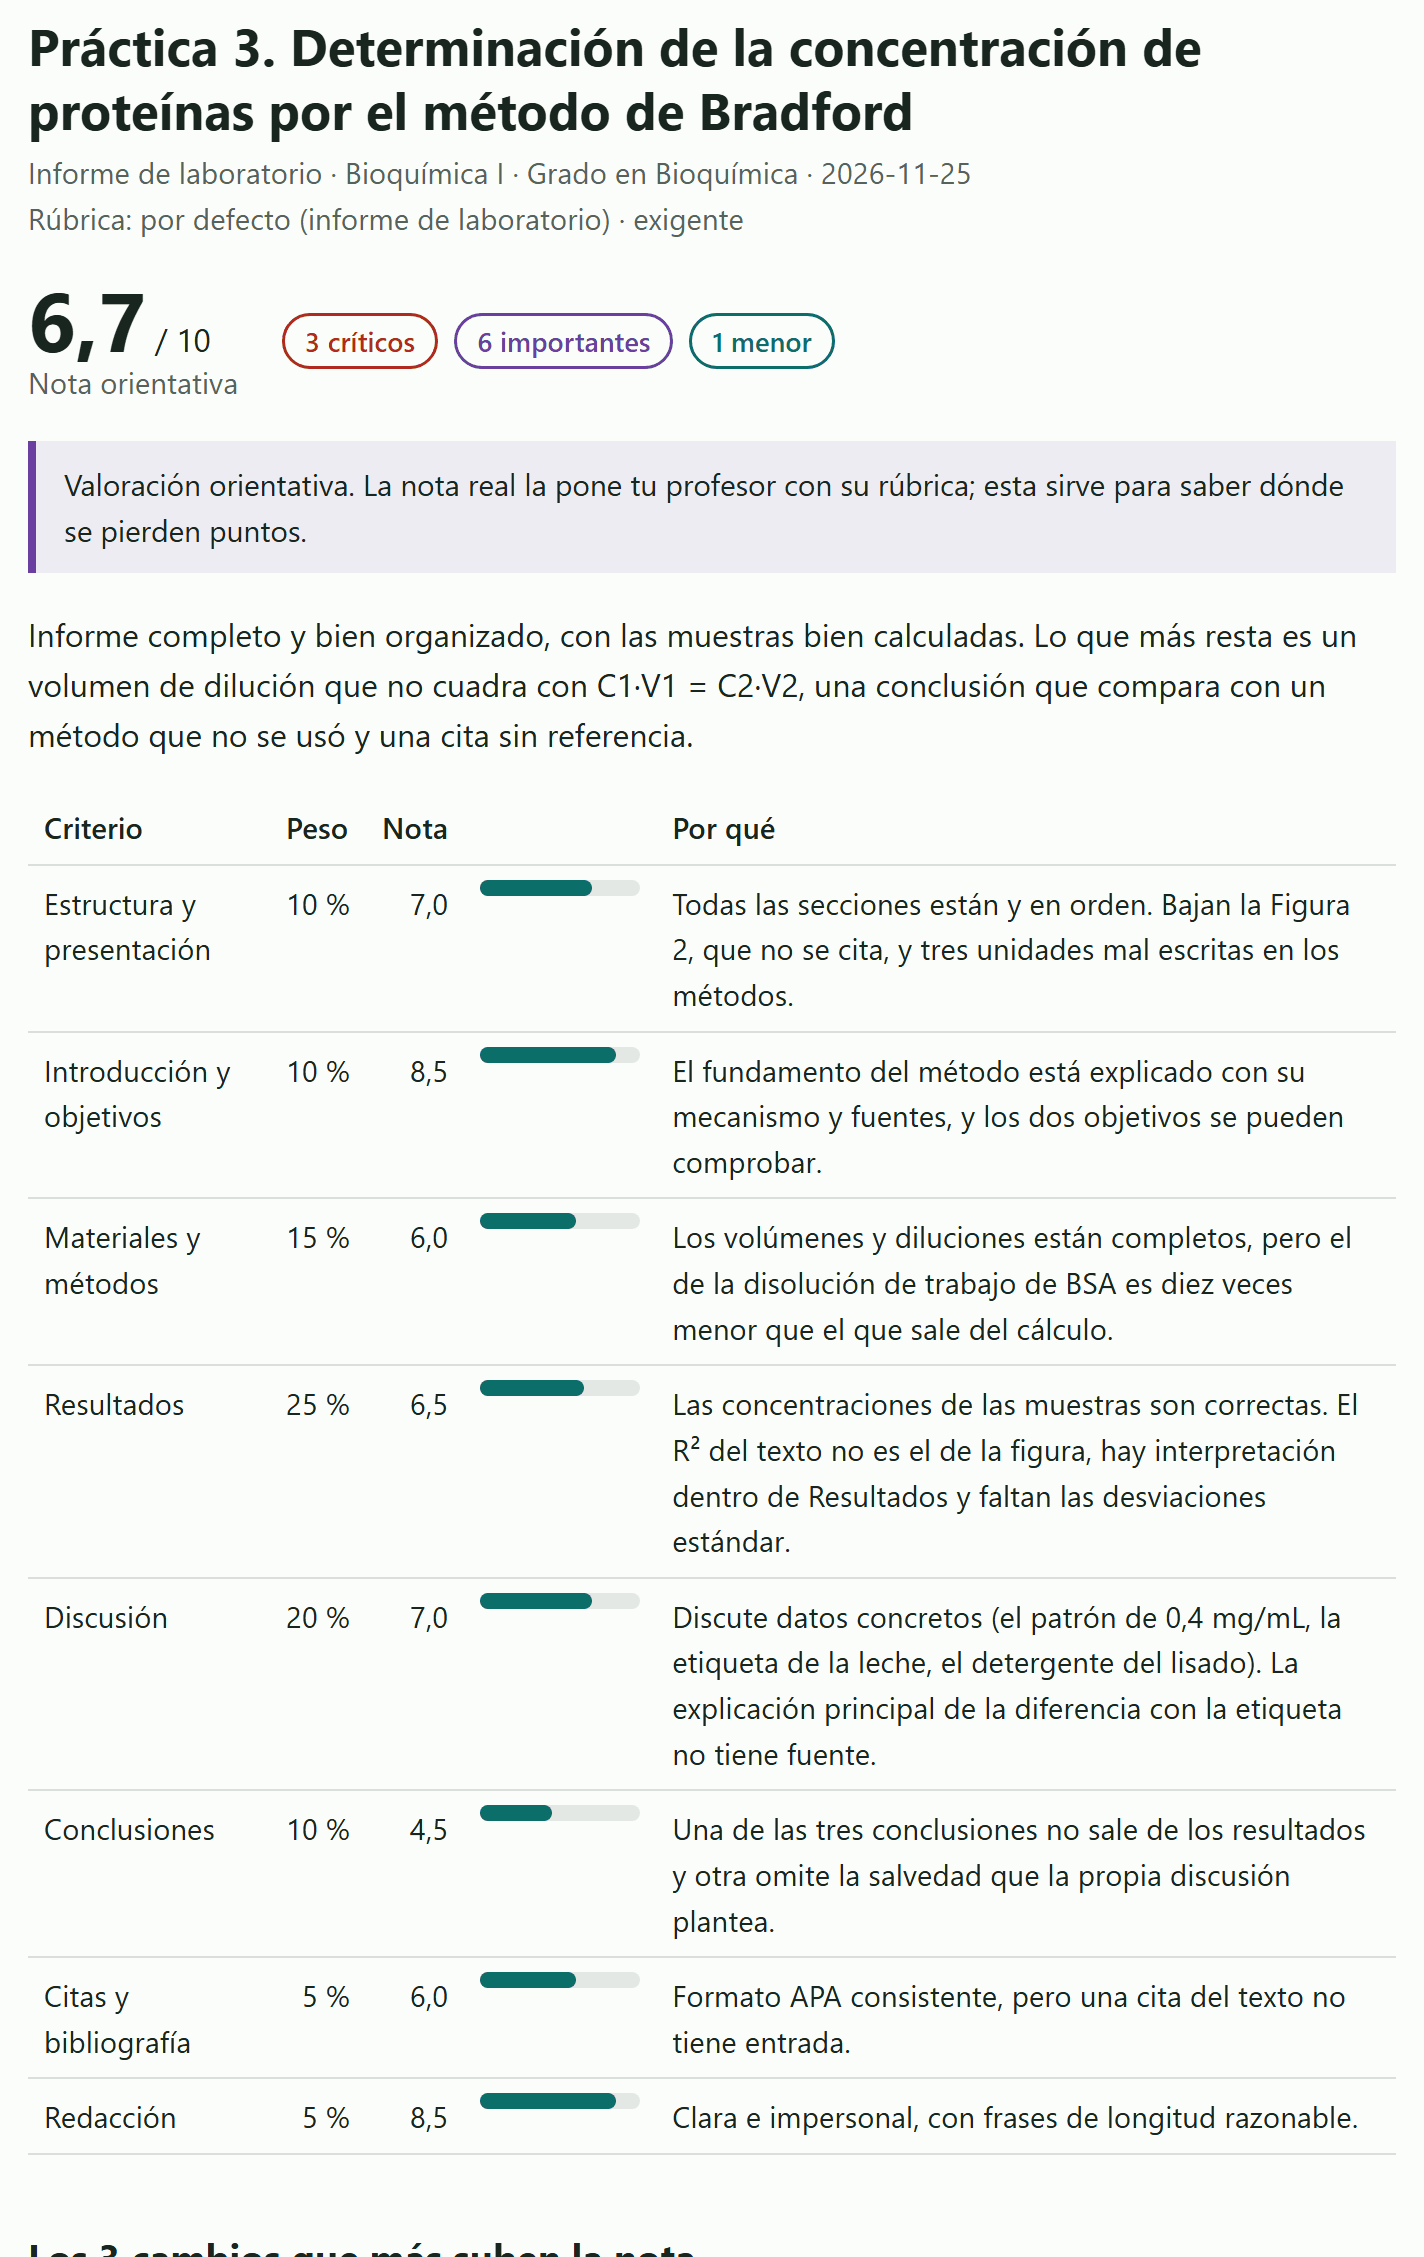 Práctica 3. Determinación de la concentración de
proteínas por el método de Bradford
Informe de laboratorio · Bioquímica I · Grado en Bioquímica · 2026-11-25
Rúbrica: por defecto (informe de laboratorio) · exigente
6,7 / 10
3 críticos
6 importantes
1 menor
Nota orientativa
Valoración orientativa. La nota real la pone tu profesor con su rúbrica; esta sirve para saber dónde
se pierden puntos.
Informe completo y bien organizado, con las muestras bien calculadas. Lo que más resta es un
volumen de dilución que no cuadra con C1·V1 = C2·V2, una conclusión que compara con un
método que no se usó y una cita sin referencia.
Criterio Peso Nota Por qué
Estructura y 10 % 7,0 Todas las secciones están y en orden. Bajan la Figura
presentación 2, que no se cita, y tres unidades mal escritas en los
métodos.
Introducción y 10 % 8,5 El fundamento del método está explicado con su
objetivos mecanismo y fuentes, y los dos objetivos se pueden
comprobar.
Materiales y 15 % 6,0 Los volúmenes y diluciones están completos, pero el
métodos de la disolución de trabajo de BSA es diez veces
menor que el que sale del cálculo.
Resultados 25 % 6,5 Las concentraciones de las muestras son correctas. El
R² del texto no es el de la figura, hay interpretación
dentro de Resultados y faltan las desviaciones
estándar.
Discusión 20 % 7,0 Discute datos concretos (el patrón de 0,4 mg/mL, la
etiqueta de la leche, el detergente del lisado). La
explicación principal de la diferencia con la etiqueta
no tiene fuente.
Conclusiones 10 % 4,5 Una de las tres conclusiones no sale de los resultados
y otra omite la salvedad que la propia discusión
plantea.
Citas y 5 % 6,0 Formato APA consistente, pero una cita del texto no
bibliografía tiene entrada.
Redacción 5 % 8,5 Clara e impersonal, con frases de longitud razonable.
Los 3 cambios que más suben la nota